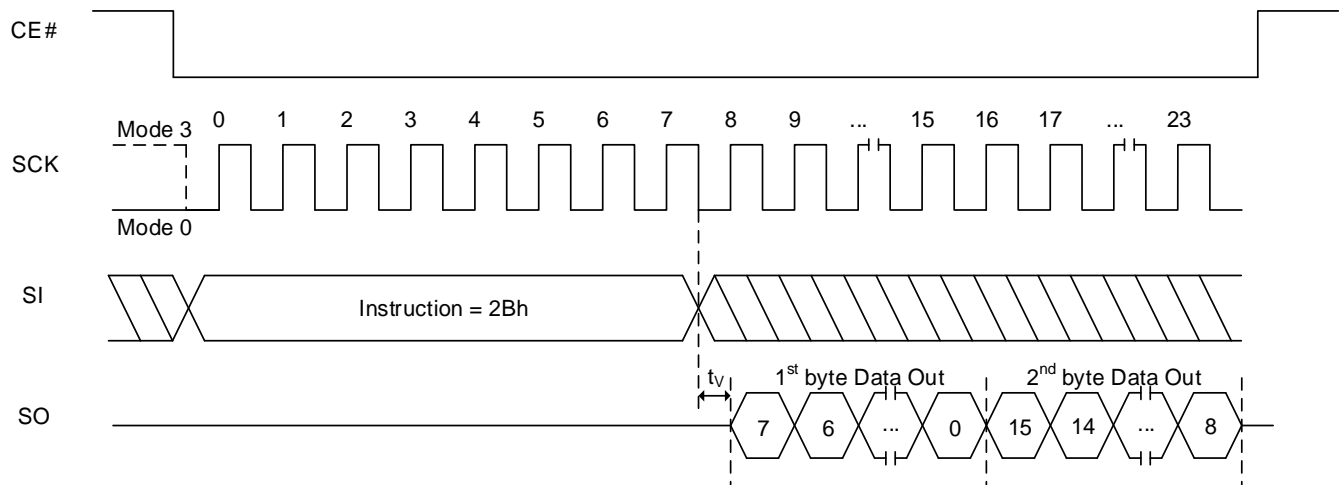 CE#
0 1 2 3 4 5 6 7 8 9 ... 15 16 17 ... 23
Mode 3
SCK
Mode 0
SI
Instruction = 2Bh
tV
1st byte Data Out
2nd byte Data Out
SO
7 6 ... 0 15 14 ... 8